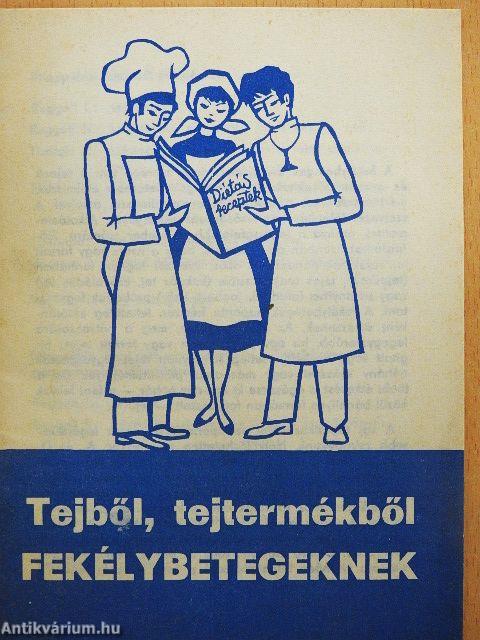 Diétás
receptek
Tejből, tejtermékből
FEKÉLYBETEGEKNEK
Antikvárium.hu